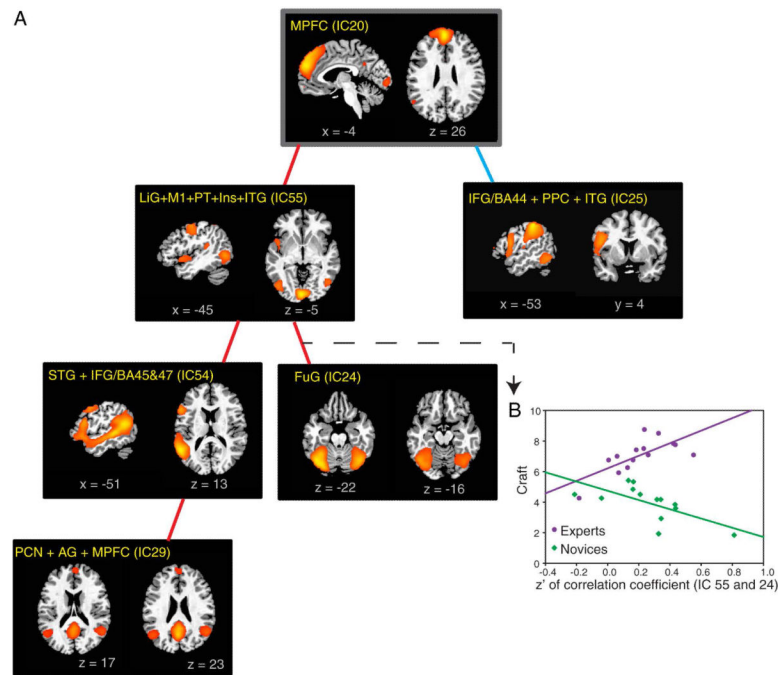 A
MPFC (IC20)
x = -4
z = 26
LiG+M1+PT+Ins+ITG (IC55)
x = -45
z = -5
IFG/BA44 + PPC + ITG (IC25)
x = -53
y = 4
STG + IFG/BA45&47 (IC54)
x = -51
z = 13
FuG (IC24)
z = -22
z = -16
PCN + AG + MPFC (IC29)
z = 17
z = 23
B
10
8
6
4
2
0
Craft
Experts
Novices
-0.4 -0.2 0.0 0.2 0.4 0.6 0.8 1.0
z' of correlation coefficient (IC 55 and 24)